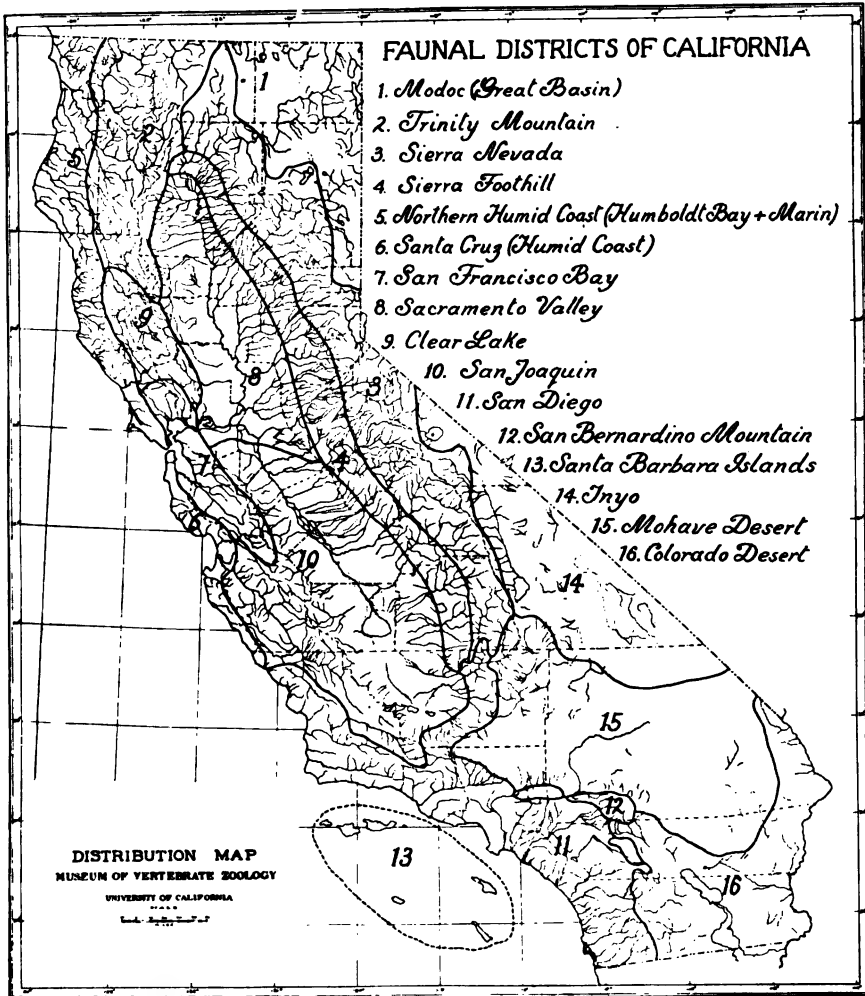 FAUNAL DISTRICTS OF CALIFORNIA
1. Modoc (Great Basin)
2. Trinity Mountain
3. Sierra Nevada
4. Sierra Foothill
5. Northern Humid Coast (Humboldt Bay + Marin)
6. Santa Cruz (Humid Coast)
7. San Francisco Bay
8. Sacramento Valley
9. Clear Lake
10. San Joaquin
11. San Diego
12. San Bernardino Mountain
13. Santa Barbara Islands
14. Inyo
15. Mohave Desert
16. Colorado Desert
1
2
5
9
8
3
4
7
6
10
14
15
12
13
11
16
DISTRIBUTION MAP
MUSEUM OF VERTEBRATE ZOOLOGY
UNIVERSITY OF CALIFORNIA